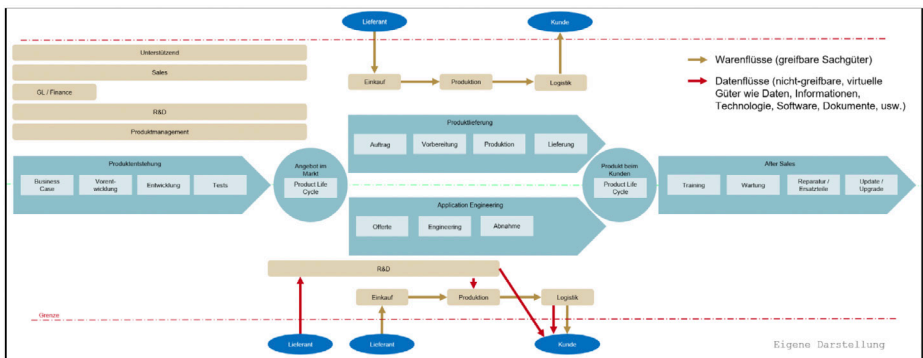 Lieferant
Kunde
Unterstützend
Sales
GL / Finance
R&D
Produktmanagement
Einkauf
Produktion
Logistik
Warenflüsse (greifbare Sachgüter)
Datenflüsse (nicht-greifbare, virtuelle
Güter wie Daten, Informationen,
Technologie, Software, Dokumente, usw.)
Produktentstehung
Business
Case
Vorent-
wicklung
Entwicklung
Tests
Angebot im
Markt
Product Life
Cycle
Produktlieferung
Auftrag
Vorbereitung
Produktion
Lieferung
Application Engineering
Offerte
Engineering
Abnahme
Produkt beim
Kunden
Product Life
Cycle
After Sales
Training
Wartung
Reparatur /
Ersatzteile
Update /
Upgrade
R&D
Einkauf
Produktion
Logistik
Grenze
Lieferant
Lieferant
Kunde
Eigene Darstellung